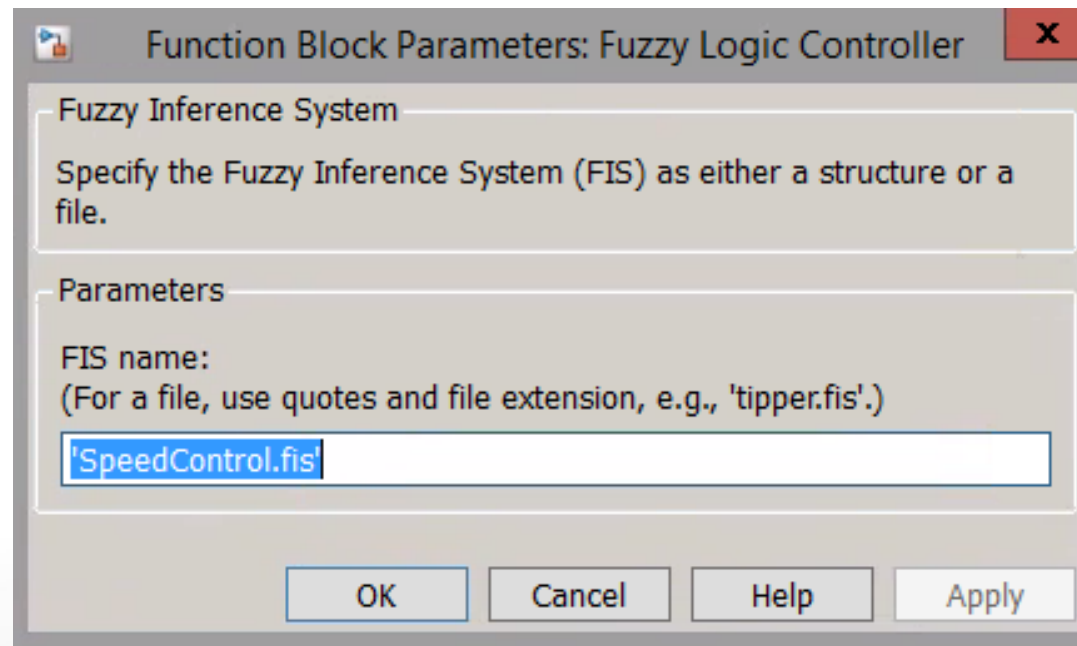 Function Block Parameters: Fuzzy Logic Controller
x
Fuzzy Inference System
Specify the Fuzzy Inference System (FIS) as either a structure or a
file.
Parameters
FIS name:
(For a file, use quotes and file extension, e.g., 'tipper.fis'.)
'SpeedControl.fis'
OK Cancel Help Apply